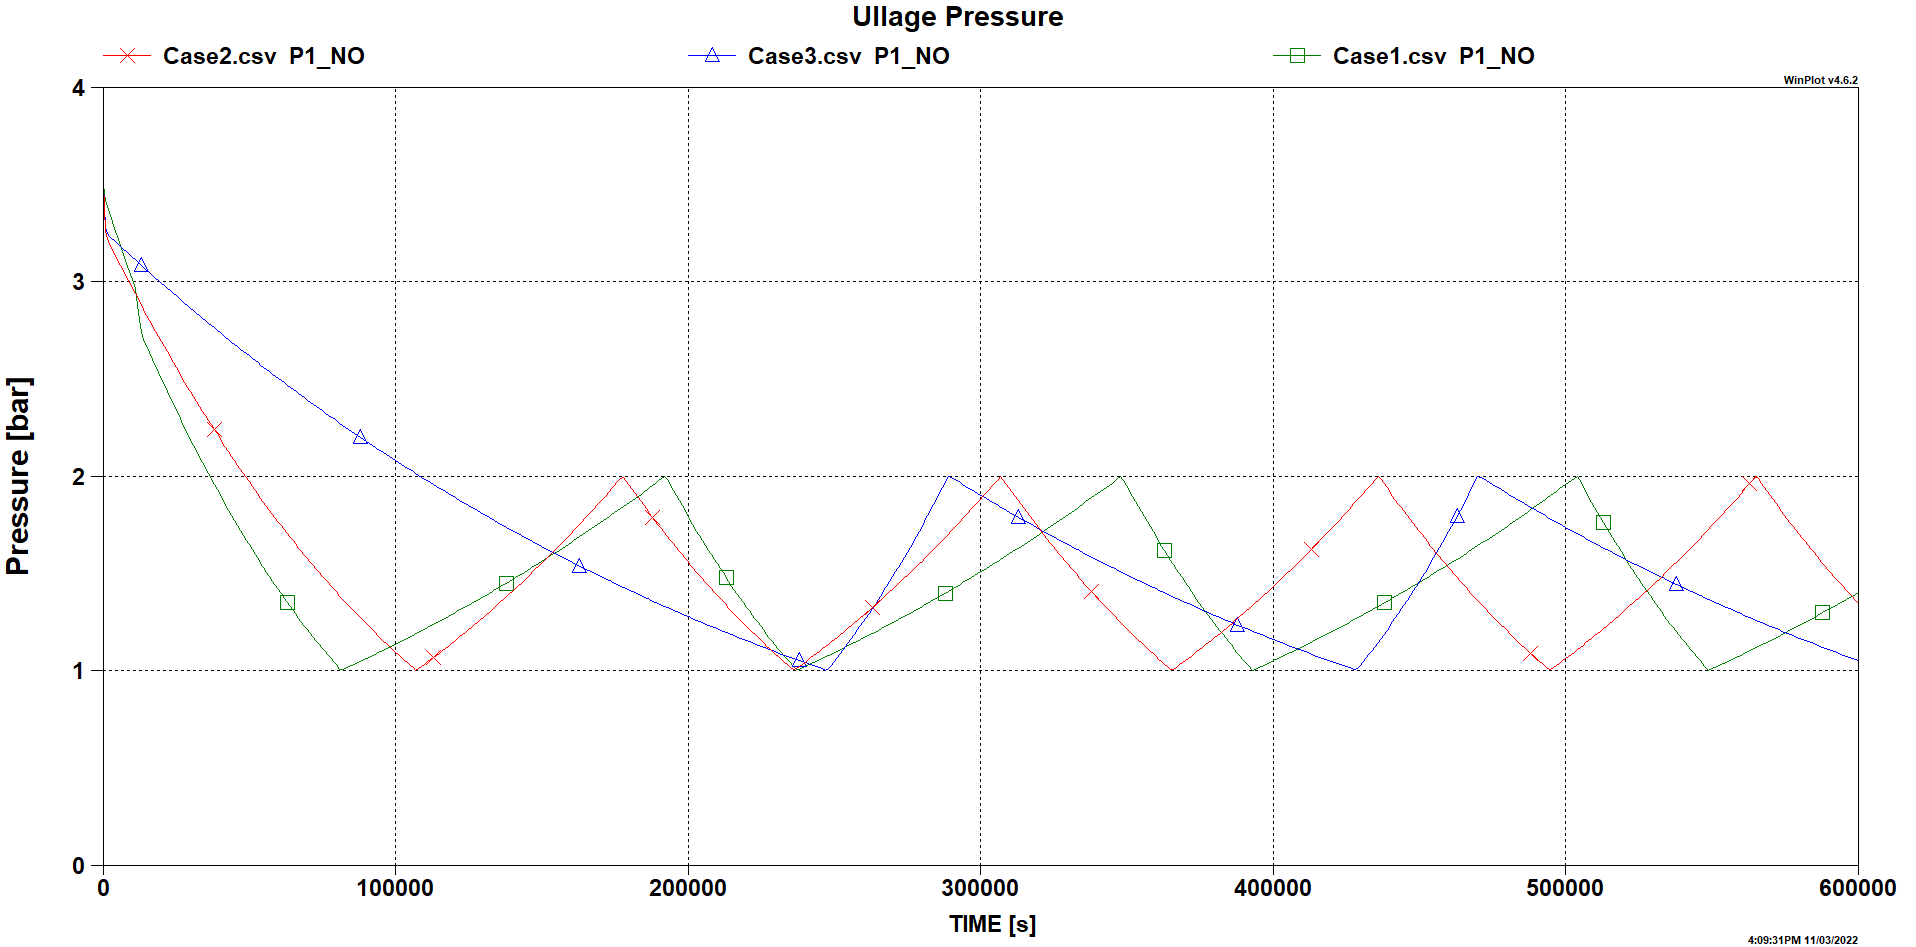 Ullage Pressure
Case2.csv P1_NO
Case3.csv P1_NO
Case1.csv P1_NO
WinPlot v4.6.2
4
3
2
1
0
Pressure [bar]
0 100000 200000 300000 400000 500000 600000
TIME [s]
4:09:31PM 11/03/2022